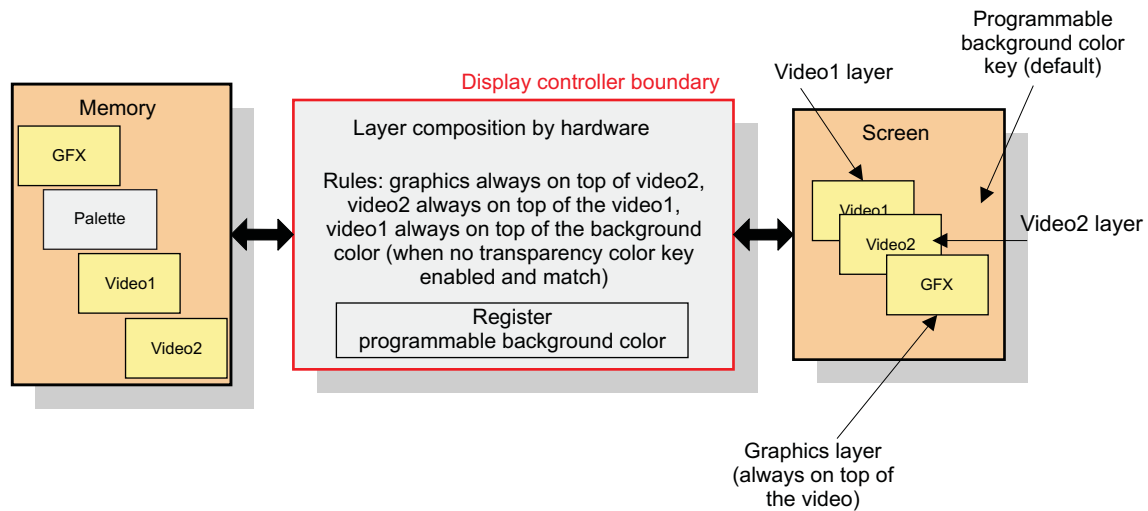 Programmable
background color
key (default)
Video1 layer
Display controller boundary
Memory
GFX
Palette
Video1
Video2
Layer composition by hardware
Rules: graphics always on top of video2,
video2 always on top of the video1,
video1 always on top of the background
color (when no transparency color key
enabled and match)
Register
programmable background color
Screen
Video1
Video2
GFX
Video2 layer
Graphics layer
(always on top of
the video)